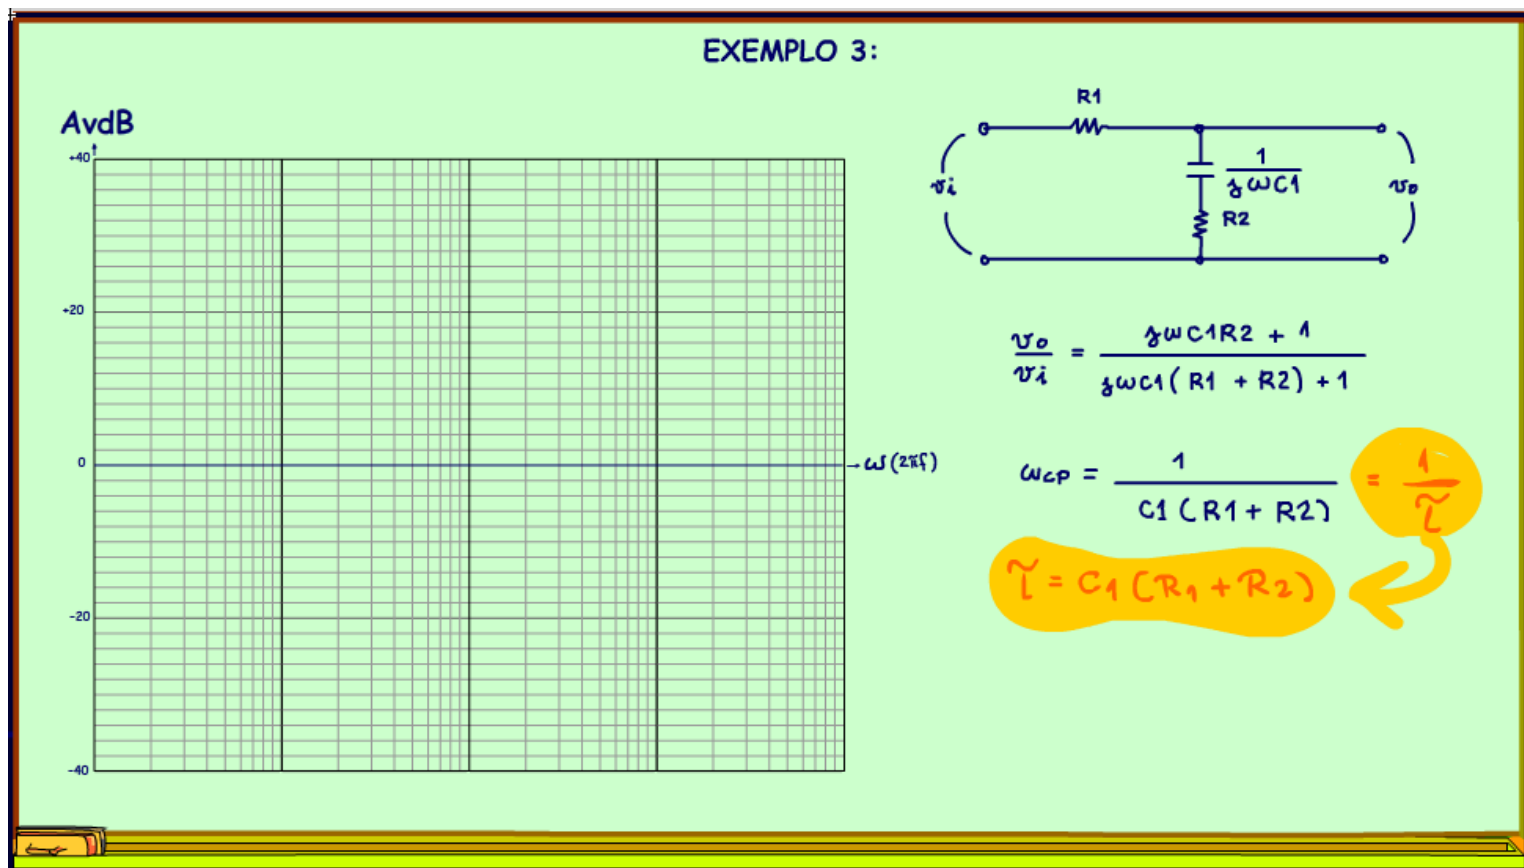 EXEMPLO 3:
AvdB
+40
+20
0
-20
-40
ω(2πf)
R1
vi
1
jωC1
R2
vo
vo
vi
=
jωC1R2 + 1
jωC1(R1 + R2) + 1
ωcp =
1
C1(R1 + R2)
= 1
τ
τ = C1 (R1 + R2)